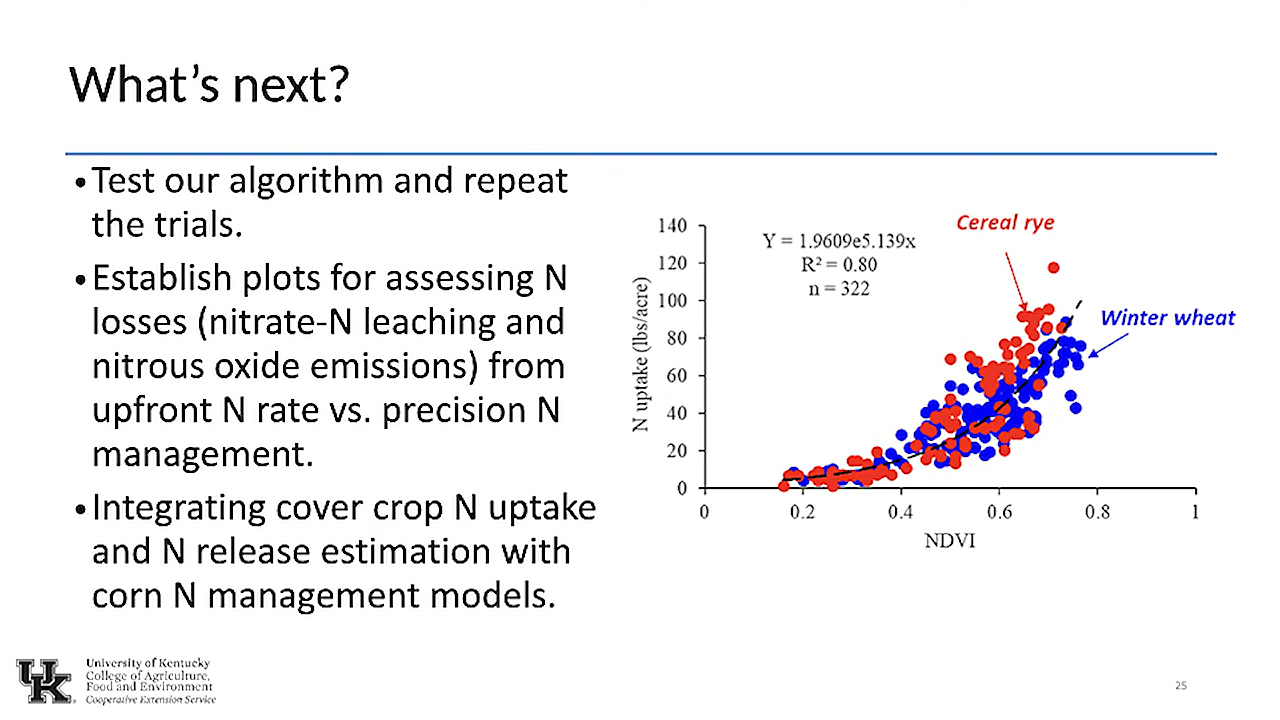 What's next?
•Test our algorithm and repeat
the trials.
•Establish plots for assessing N
losses (nitrate-N leaching and
nitrous oxide emissions) from
upfront N rate vs. precision N
management.
•Integrating cover crop N uptake
and N release estimation with
corn N management models.
Cereal rye
Winter wheat
Y = 1.9609e5.139x
R² = 0.80
n = 322
N uptake (lbs/acre)
140
120
100
80
60
40
20
0
0 0.2 0.4 0.6 0.8 1
NDVI
UK
University of Kentucky
College of Agriculture,
Food and Environment
Cooperative Extension Service
25